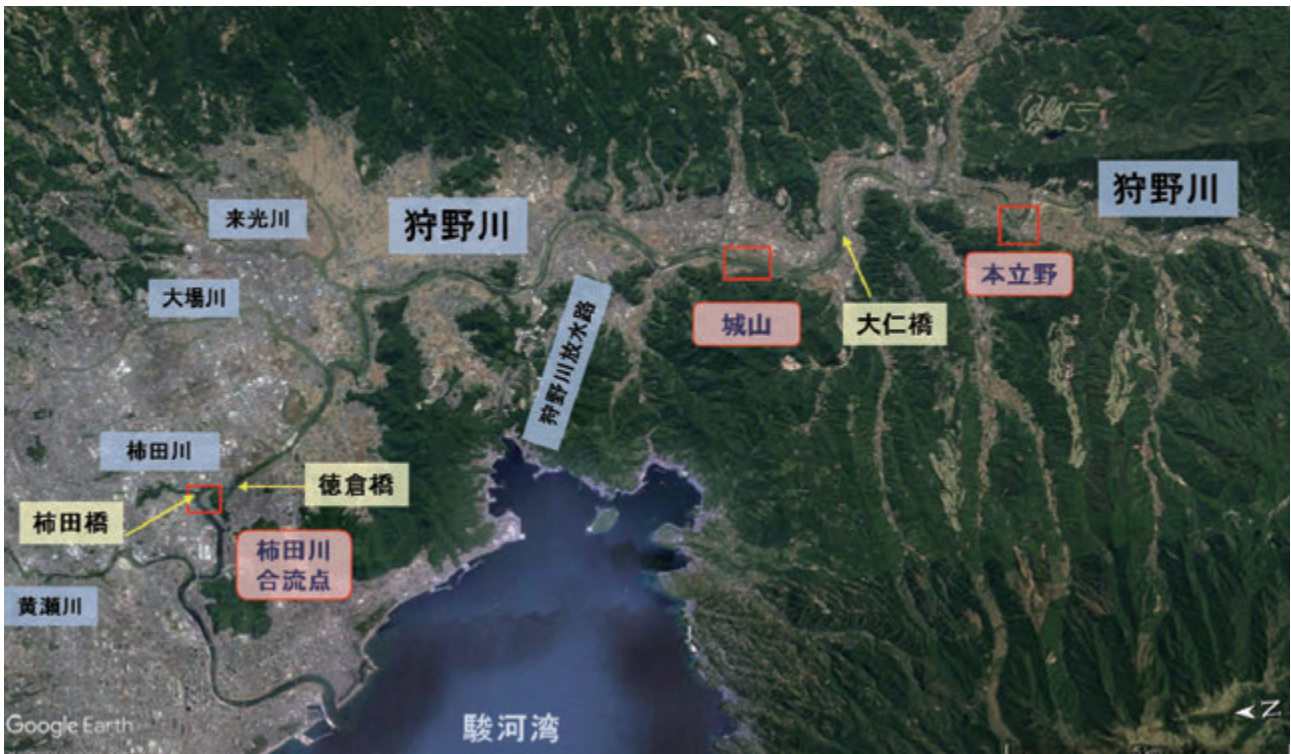 狩野川
来光川
狩野川
大場川
本立野
城山
大仁橋
狩野川放水路
柿田川
徳倉橋
柿田橋
柿田川
合流点
黄瀬川
駿河湾
Google Earth
Z